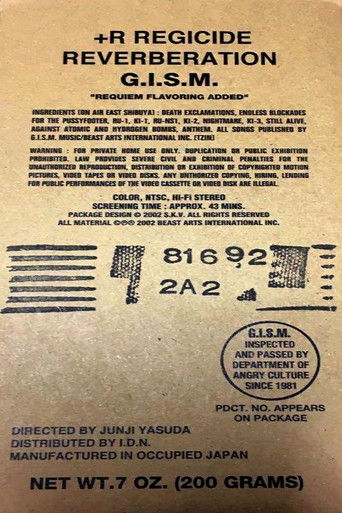 +R REGICIDE
REVERBERATION
G.I.S.M.
"REQUIEM FLAVORING ADDED"
INGREDIENTS (ON AIR EAST SHIBUYA) : DEATH EXCLAMATIONS, ENDLESS BLOCKADES
FOR THE PUSSYFOOTER, RU-1, K1-1, RU-NS1, K1-2, NIGHTMARE, K1-3, STILL ALIVE,
AGAINST ATOMIC AND HYDROGEN BOMBS, ANTHEM. ALL SONGS PUBLISHED BY
G.I.S.M. MUSIC/BEAST ARTS INTERNATIONAL INC. (TZIK)
WARNING : FOR PRIVATE HOME USE ONLY. DUPLICATION OR PUBLIC EXHIBITION
PROHIBITED. LAW PROVIDES SEVERE CIVIL AND CRIMINAL PENALTIES FOR THE
UNAUTHORIZED REPRODUCTION, DISTRIBUTION OR EXHIBITION OF COPYRIGHTED MOTION
PICTURES, VIDEO TAPES OR VIDEO DISKS. ANY UNTHORIZED COPYING, HIRING, LENDING
FOR PUBLIC PERFORMANCES OF THE VIDEO CASSETTE OR VIDEO DISK ARE ILLEGAL.
COLOR, NTSC, Hi-Fi STEREO
SCREENING TIME : APPROX. 43 MINS.
PACKAGE DESIGN © 2002 S.K.V. ALL RIGHTS RESERVED
ALL MATERIAL ©℗® 2002 BEAST ARTS INTERNATIONAL INC.
81692
2A2
G.I.S.M.
INSPECTED
AND PASSED BY
DEPARTMENT OF
ANGRY CULTURE
SINCE 1981
PDCT. NO. APPEARS
ON PACKAGE
DIRECTED BY JUNJI YASUDA
DISTRIBUTED BY I.D.N.
MANUFACTURED IN OCCUPIED JAPAN
NET WT.7 OZ. (200 GRAMS)